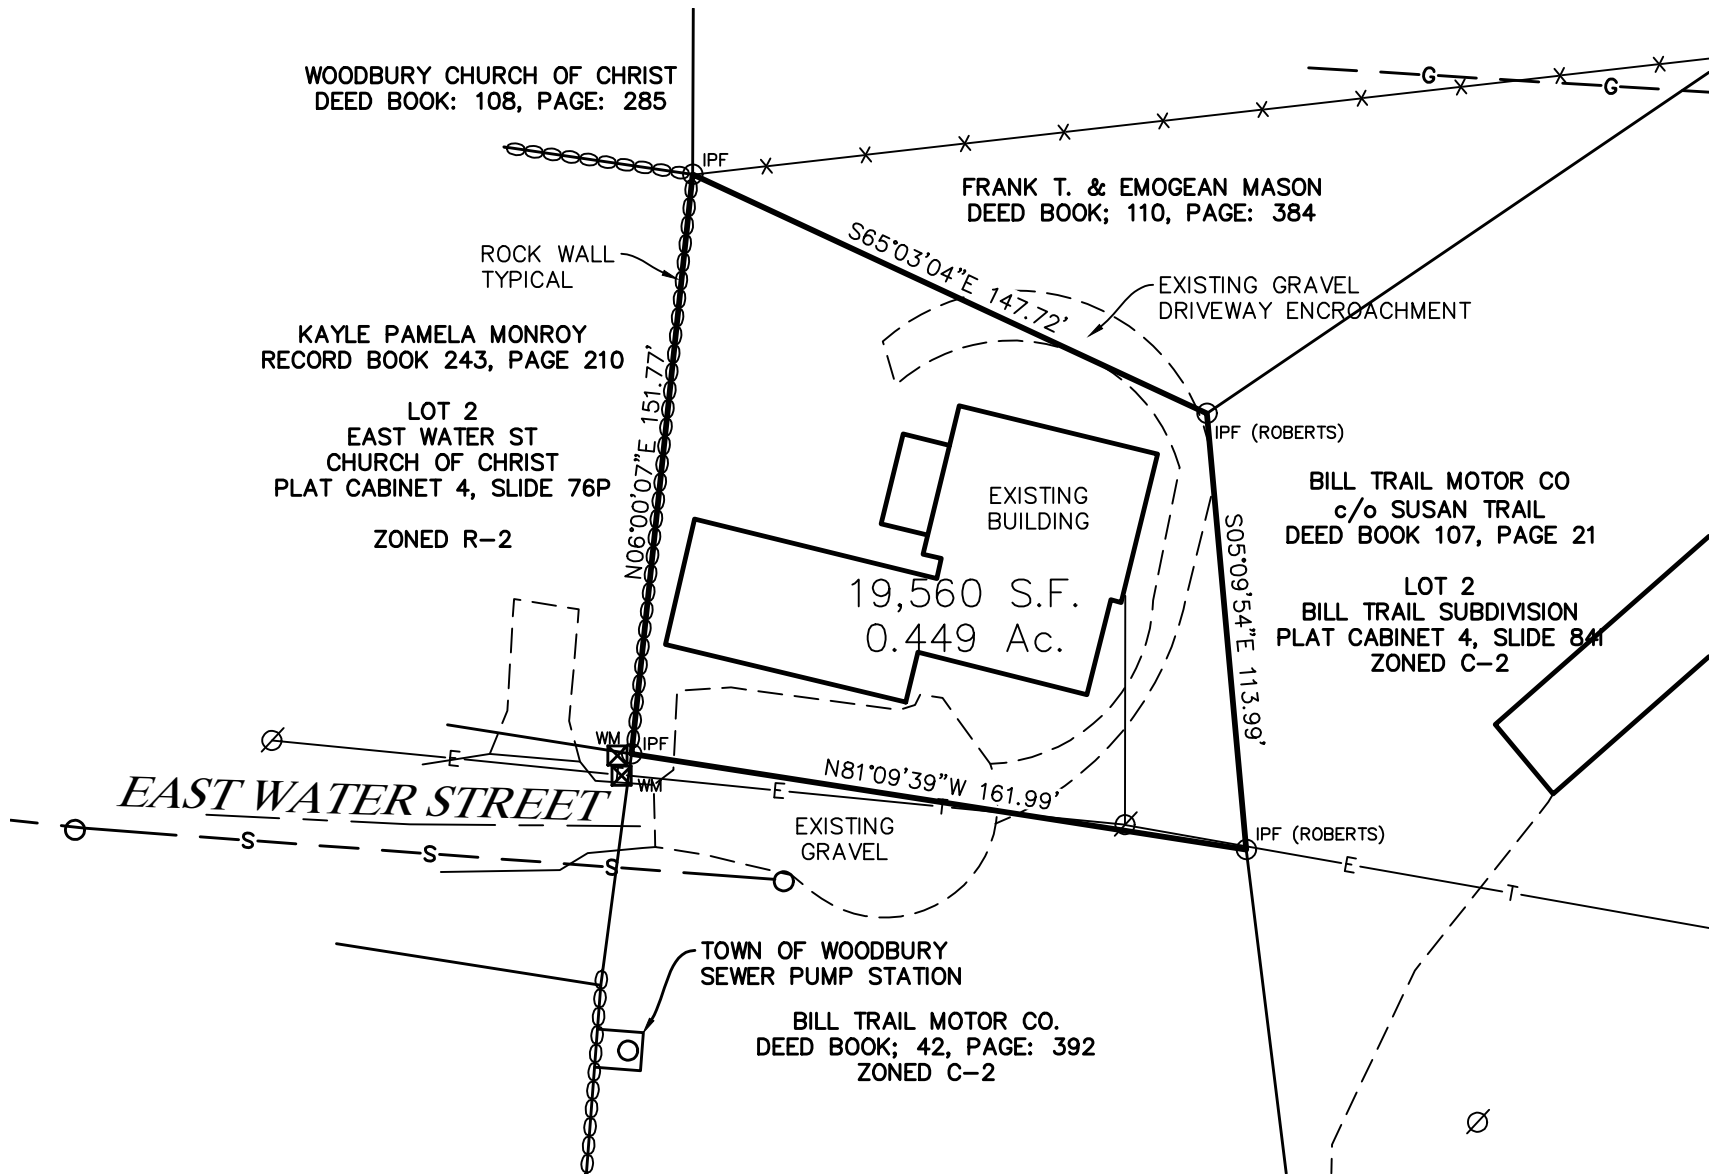 WOODBURY CHURCH OF CHRIST
DEED BOOK: 108, PAGE: 285
IPF
G
G
FRANK T. & EMOGEAN MASON
DEED BOOK; 110, PAGE: 384
S65°03'04"E 147.72'
ROCK WALL
TYPICAL
EXISTING GRAVEL
DRIVEWAY ENCROACHMENT
KAYLE PAMELA MONROY
RECORD BOOK 243, PAGE 210
LOT 2
EAST WATER ST
CHURCH OF CHRIST
PLAT CABINET 4, SLIDE 76P
ZONED R-2
N06°00'07"E 151.77'
IPF (ROBERTS)
EXISTING
BUILDING
BILL TRAIL MOTOR CO
c/o SUSAN TRAIL
DEED BOOK 107, PAGE 21
LOT 2
BILL TRAIL SUBDIVISION
PLAT CABINET 4, SLIDE 84I
ZONED C-2
S05°09'54"E 113.99'
19,560 S.F.
0.449 Ac.
WM
IPF
WM
E
E
T
N81°09'39"W 161.99'
EAST WATER STREET
EXISTING
GRAVEL
IPF (ROBERTS)
S
S
S
E
T
TOWN OF WOODBURY
SEWER PUMP STATION
BILL TRAIL MOTOR CO.
DEED BOOK; 42, PAGE: 392
ZONED C-2